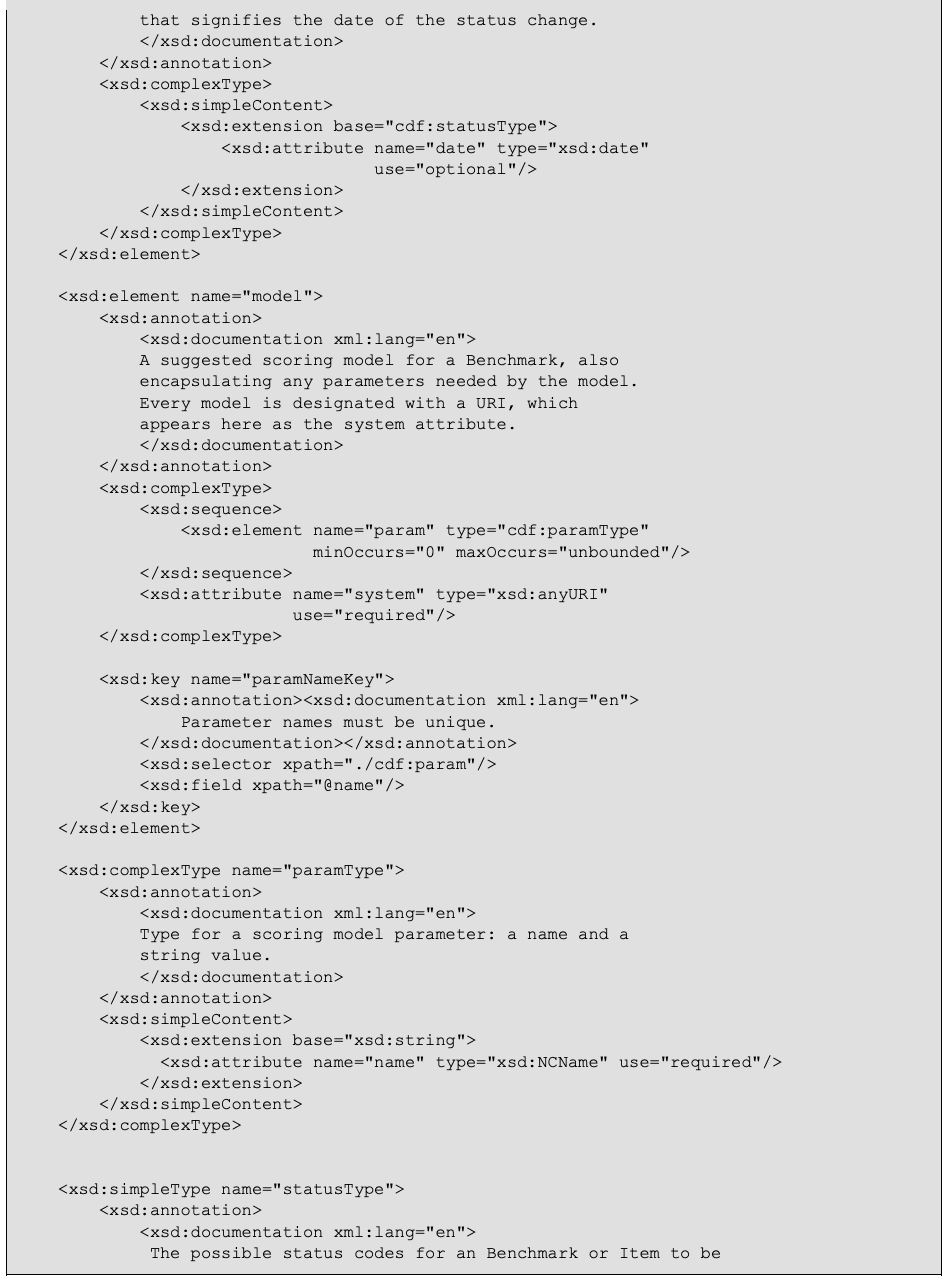 that signifies the date of the status change.
            </xsd:documentation>
        </xsd:annotation>
        <xsd:complexType>
            <xsd:simpleContent>
                <xsd:extension base="cdf:statusType">
                    <xsd:attribute name="date" type="xsd:date"
                                   use="optional"/>
                </xsd:extension>
            </xsd:simpleContent>
        </xsd:complexType>
    </xsd:element>

    <xsd:element name="model">
        <xsd:annotation>
            <xsd:documentation xml:lang="en">
            A suggested scoring model for a Benchmark, also
            encapsulating any parameters needed by the model.
            Every model is designated with a URI, which
            appears here as the system attribute.
            </xsd:documentation>
        </xsd:annotation>
        <xsd:complexType>
            <xsd:sequence>
                <xsd:element name="param" type="cdf:paramType"
                             minOccurs="0" maxOccurs="unbounded"/>
            </xsd:sequence>
            <xsd:attribute name="system" type="xsd:anyURI"
                           use="required"/>
        </xsd:complexType>

        <xsd:key name="paramNameKey">
            <xsd:annotation><xsd:documentation xml:lang="en">
                Parameter names must be unique.
            </xsd:documentation></xsd:annotation>
            <xsd:selector xpath="./cdf:param"/>
            <xsd:field xpath="@name"/>
        </xsd:key>
    </xsd:element>

    <xsd:complexType name="paramType">
        <xsd:annotation>
            <xsd:documentation xml:lang="en">
            Type for a scoring model parameter: a name and a
            string value.
            </xsd:documentation>
        </xsd:annotation>
        <xsd:simpleContent>
            <xsd:extension base="xsd:string">
              <xsd:attribute name="name" type="xsd:NCName" use="required"/>
            </xsd:extension>
        </xsd:simpleContent>
    </xsd:complexType>

    <xsd:simpleType name="statusType">
        <xsd:annotation>
            <xsd:documentation xml:lang="en">
             The possible status codes for an Benchmark or Item to be